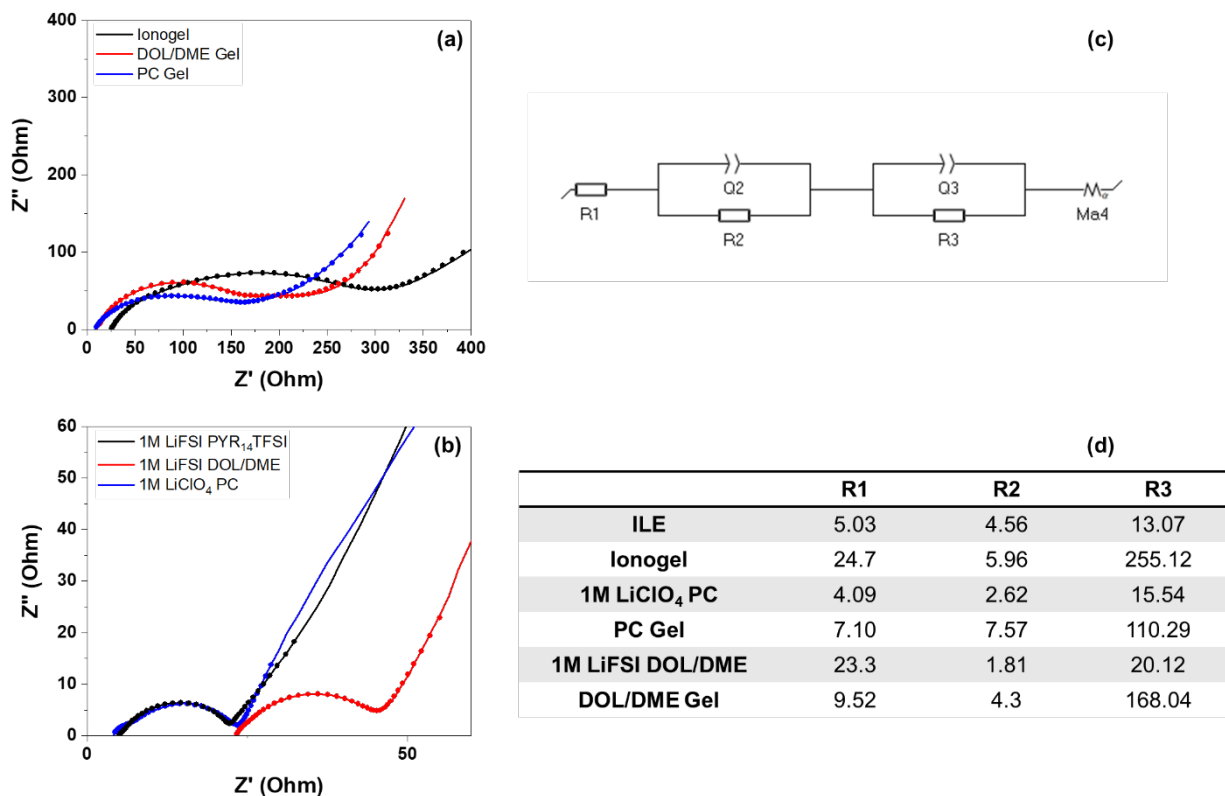 (a)
Ionogel
DOL/DME Gel
PC Gel
400
300
200
100
0
Z'' (Ohm)
0 50 100 150 200 250 300 350 400
Z' (Ohm)
(b)
1M LiFSI PYR₁₄TFSI
1M LiFSI DOL/DME
1M LiClO₄ PC
60
50
40
30
20
10
0
Z'' (Ohm)
0 50
Z' (Ohm)
(c)
R1
Q2
R2
Q3
R3
Ma4
α
(d)
R1 R2 R3
ILE 5.03 4.56 13.07
Ionogel 24.7 5.96 255.12
1M LiClO₄ PC 4.09 2.62 15.54
PC Gel 7.10 7.57 110.29
1M LiFSI DOL/DME 23.3 1.81 20.12
DOL/DME Gel 9.52 4.3 168.04